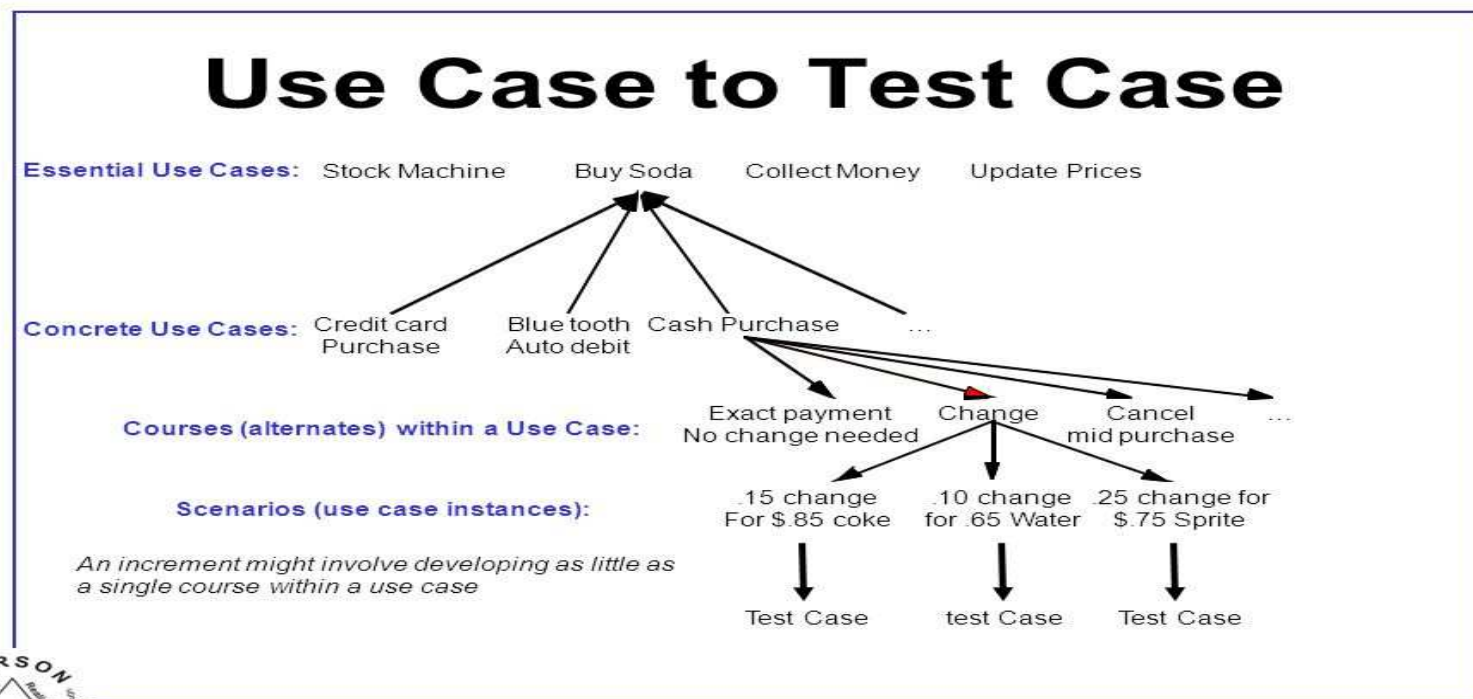 Use Case to Test Case
Essential Use Cases: Stock Machine Buy Soda Collect Money Update Prices
Concrete Use Cases: Credit card Purchase Blue tooth Auto debit Cash Purchase ...
Courses (alternates) within a Use Case: Exact payment No change needed Change Cancel mid purchase ...
Scenarios (use case instances): .15 change For $.85 coke .10 change for .65 Water .25 change for $.75 Sprite
An increment might involve developing as little as
a single course within a use case
Test Case test Case Test Case